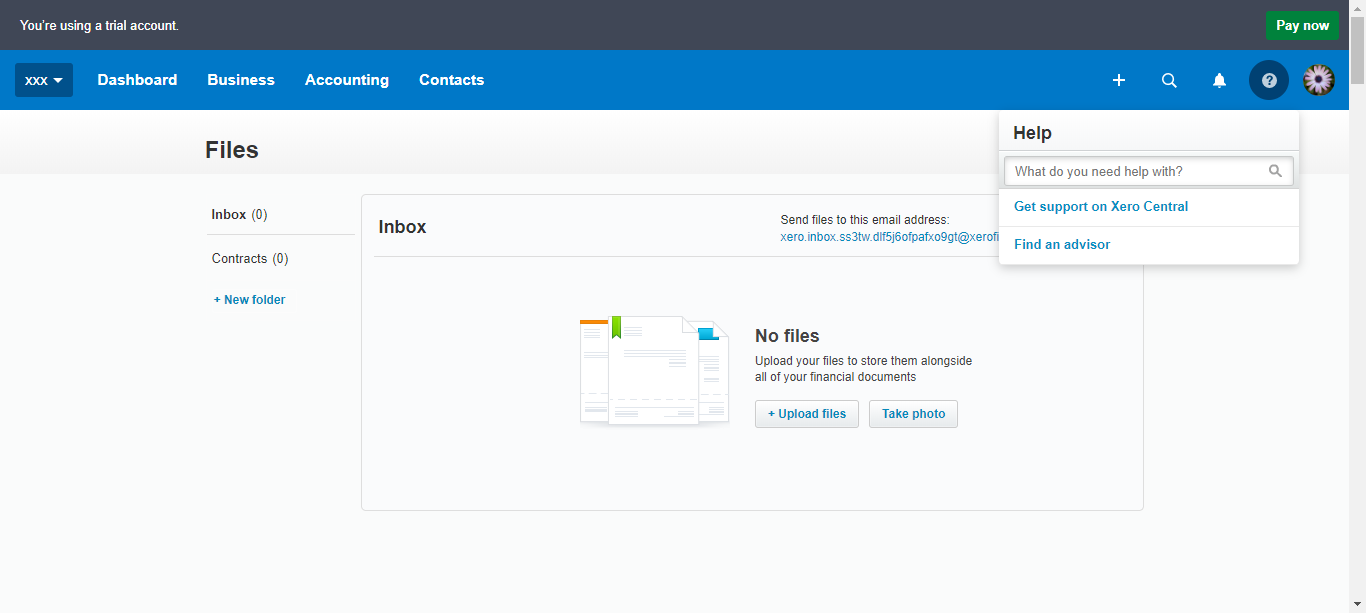 You're using a trial account.
Pay now
xxx
Dashboard
Business
Accounting
Contacts
Help
What do you need help with?
Get support on Xero Central
Find an advisor
Files
Inbox (0)
Contracts (0)
+ New folder
Inbox
Send files to this email address:
xero.inbox.ss3tw.dlf5j6ofpafxo9gt@xerofi
No files
Upload your files to store them alongside
all of your financial documents
+ Upload files
Take photo